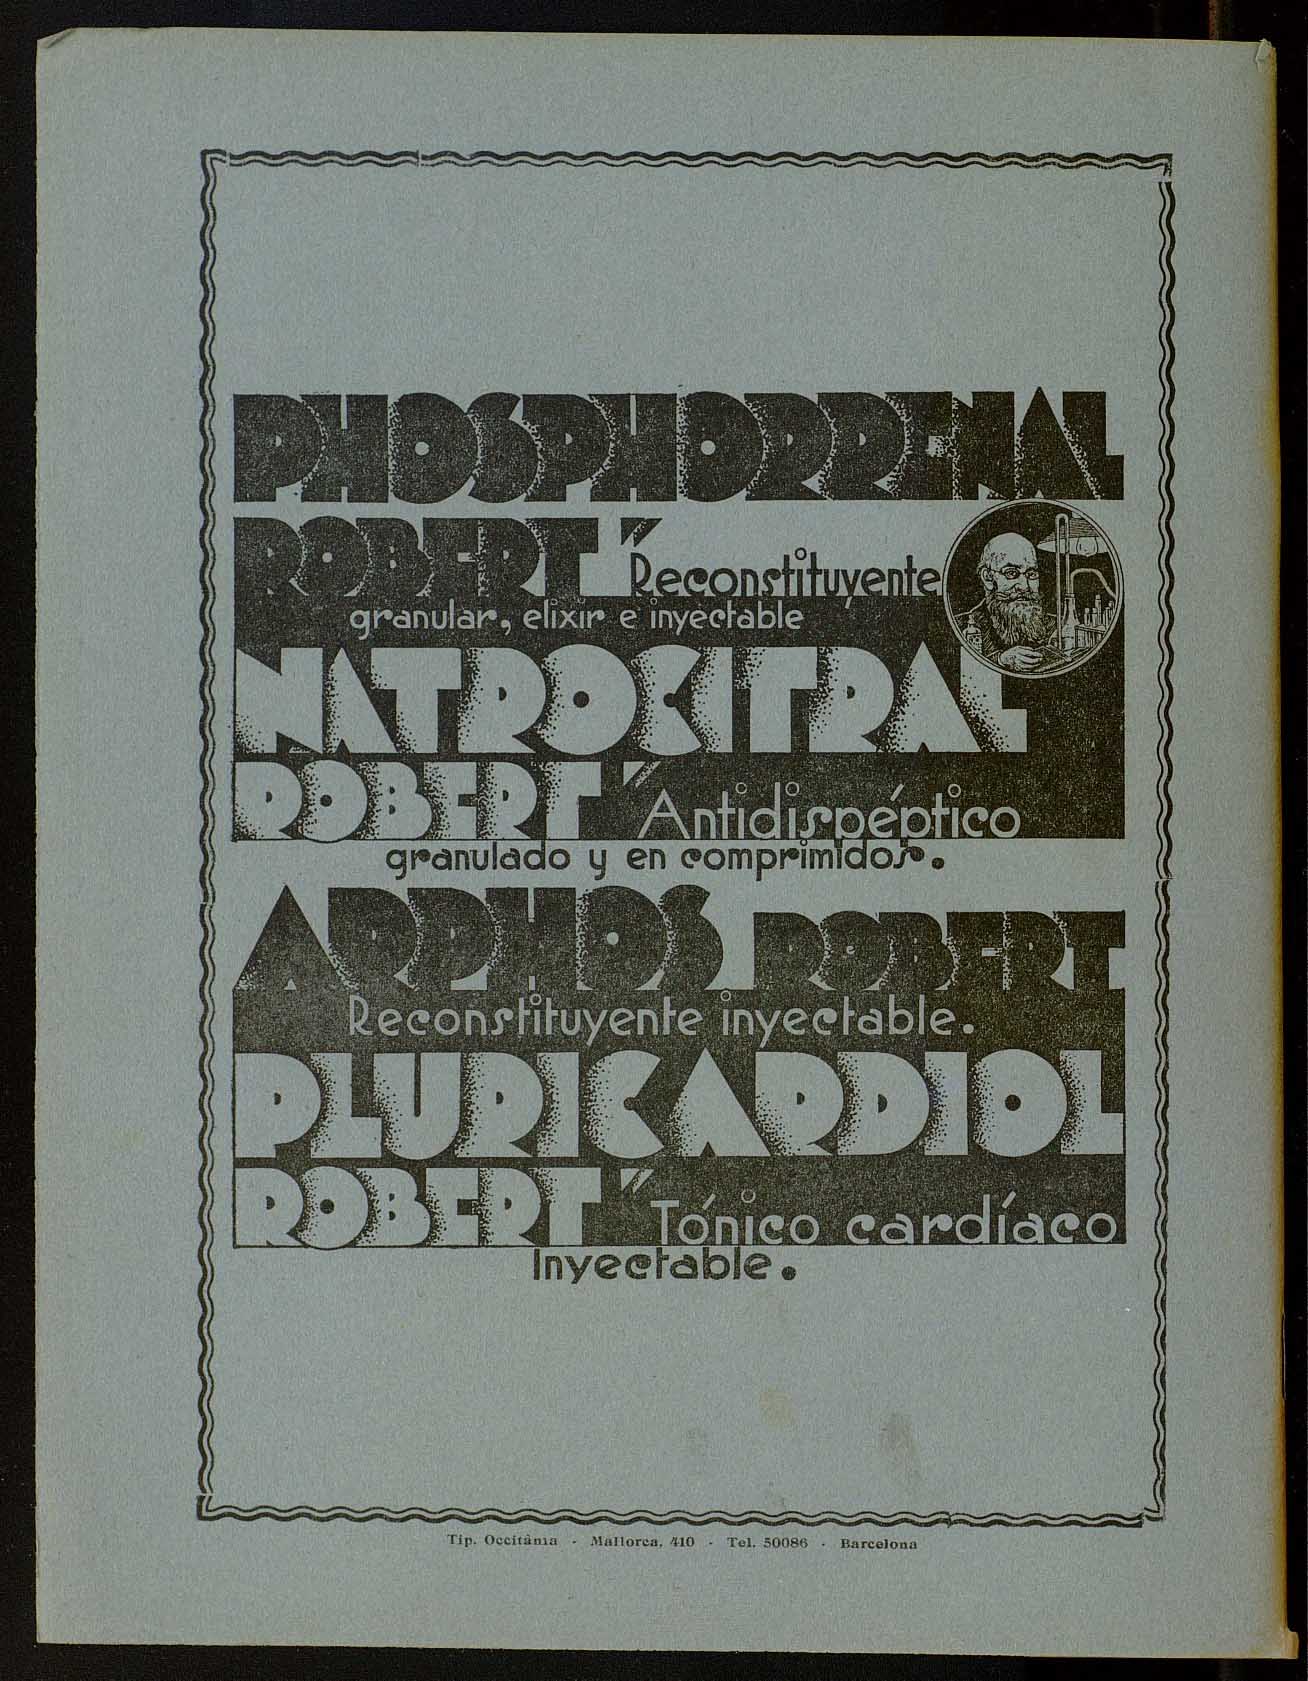 PHOSPHORRENAL
ROBERT " Reconstituyente
granular, elixir e inyectable
NATROCITRAL
ROBERT " Antidispéptico
granulado y en comprimidos.
ARPHOS ROBERT
Reconstituyente inyectable.
PLURICARDIOL
ROBERT " Tónico cardíaco
Inyectable.
Tip. Occitània - Mallorca, 410 - Tel. 50086 - Barcelona